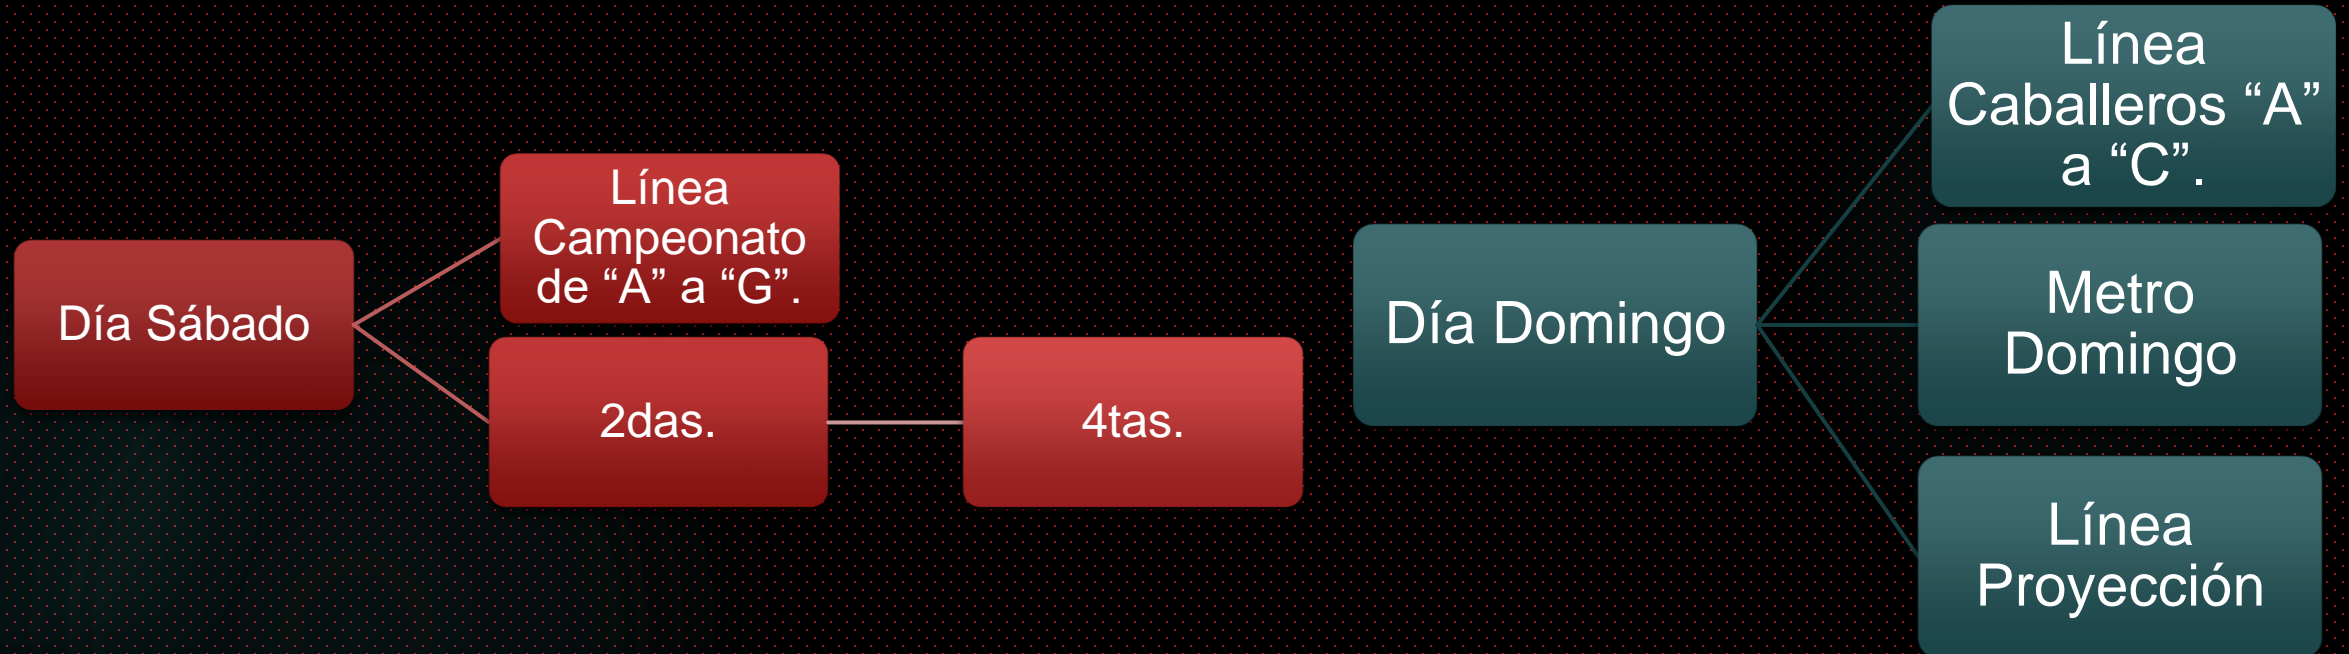 Día Sábado
Línea
Campeonato
de “A” a “G”.
2das.
4tas.
Día Domingo
Línea
Caballeros “A”
a “C”.
Metro
Domingo
Línea
Proyección